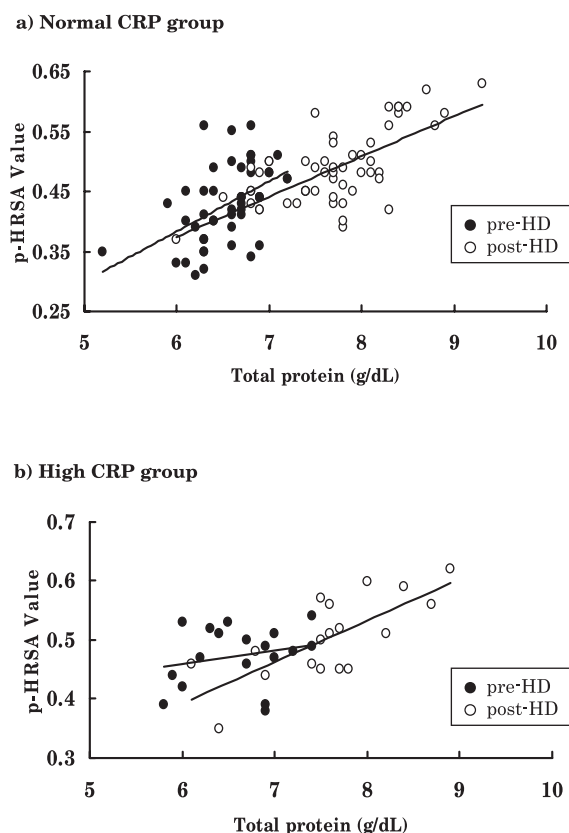 a) Normal CRP group
0.65
0.55
0.45
0.35
0.25
p-HRSA Value
5 6 7 8 9 10
Total protein (g/dL)
pre-HD
post-HD
b) High CRP group
0.7
0.6
0.5
0.4
0.3
p-HRSA Value
5 6 7 8 9 10
Total protein (g/dL)
pre-HD
post-HD